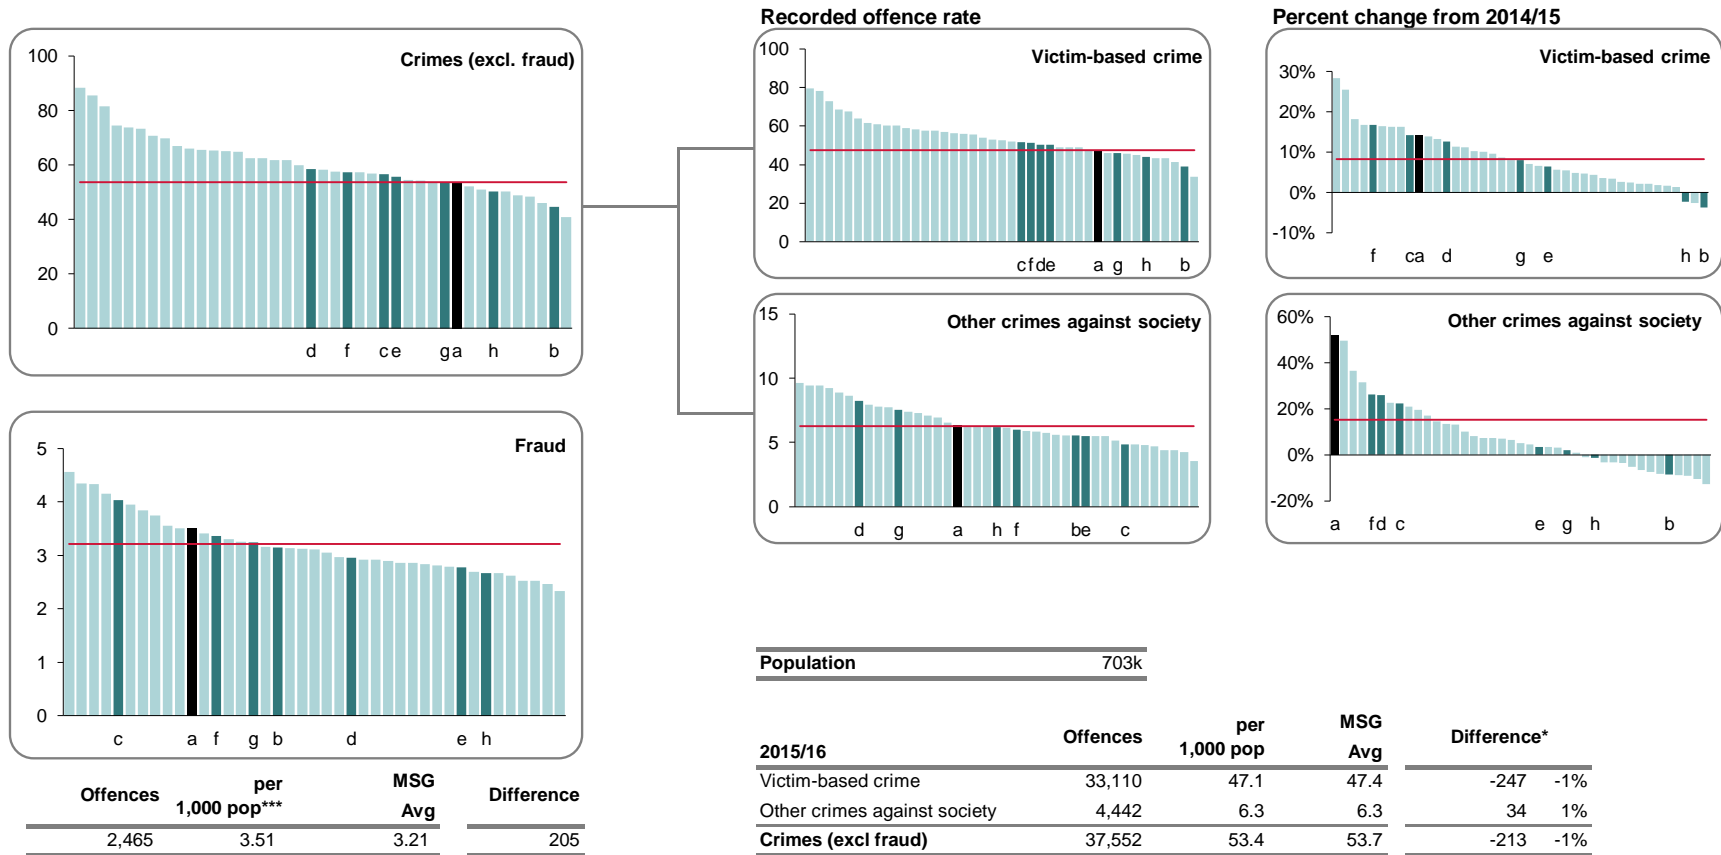 Recorded offence rate
Percent change from 2014/15
Crimes (excl. fraud)
100
80
60
40
20
0
d f c e g a h b
Victim-based crime
100
80
60
40
20
0
c f d e a g h b
Victim-based crime
30%
20%
10%
0%
-10%
f c a d g e h b
Other crimes against society
15
10
5
0
d g a h f b e c
Other crimes against society
60%
40%
20%
0%
-20%
a f d c e g h b
Fraud
5
4
3
2
1
0
c a f g b d e h
Offences per 1,000 pop*** MSG Avg Difference
2,465 3.51 3.21 205
Population 703k
2015/16 Offences per 1,000 pop MSG Avg Difference*
Victim-based crime 33,110 47.1 47.4 -247 -1%
Other crimes against society 4,442 6.3 6.3 34 1%
Crimes (excl fraud) 37,552 53.4 53.7 -213 -1%